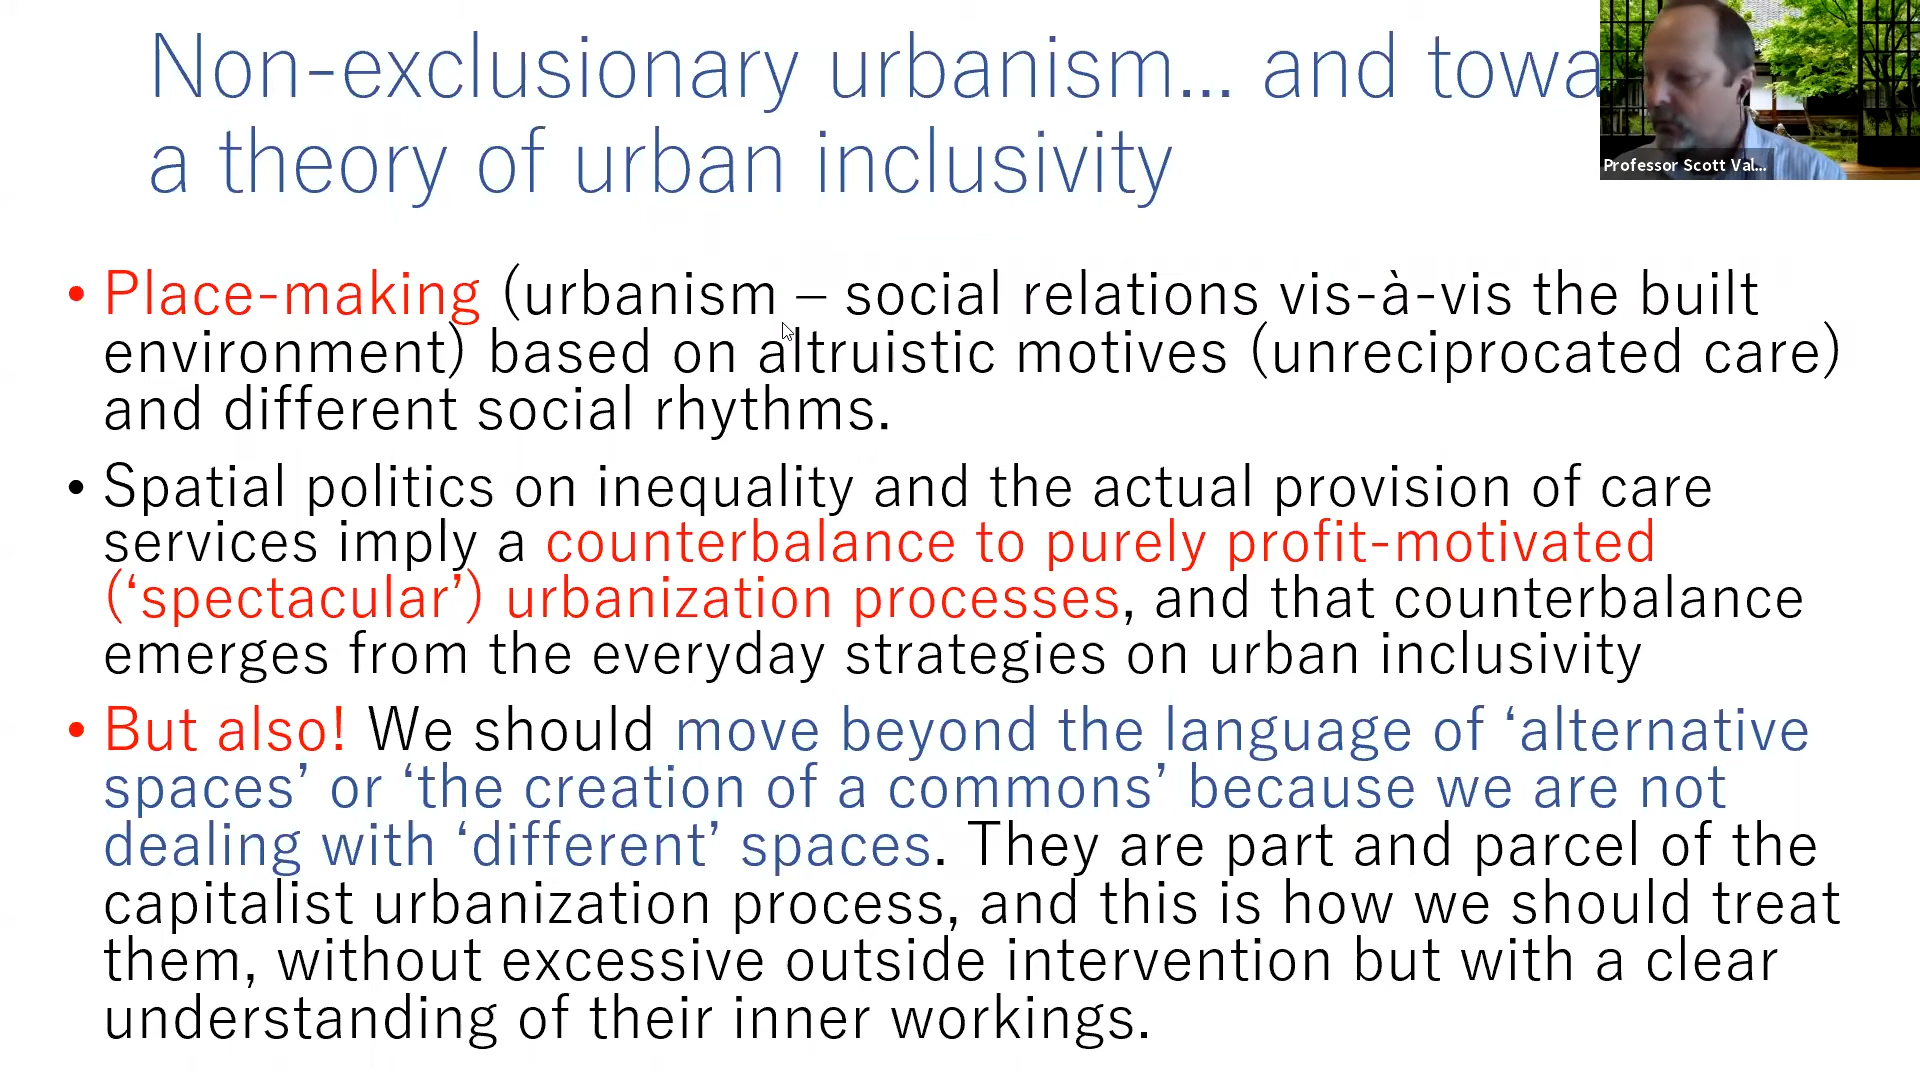 Non-exclusionary urbanism... and
a theory of urban inclusivity
Professor Scott Val...
• Place-making (urbanism – social relations vis-à-vis the built
environment) based on altruistic motives (unreciprocated care)
and different social rhythms.
• Spatial politics on inequality and the actual provision of care
services imply a counterbalance to purely profit-motivated
(‘spectacular’) urbanization processes, and that counterbalance
emerges from the everyday strategies on urban inclusivity
• But also! We should move beyond the language of ‘alternative
spaces’ or ‘the creation of a commons’ because we are not
dealing with ‘different’ spaces. They are part and parcel of the
capitalist urbanization process, and this is how we should treat
them, without excessive outside intervention but with a clear
understanding of their inner workings.